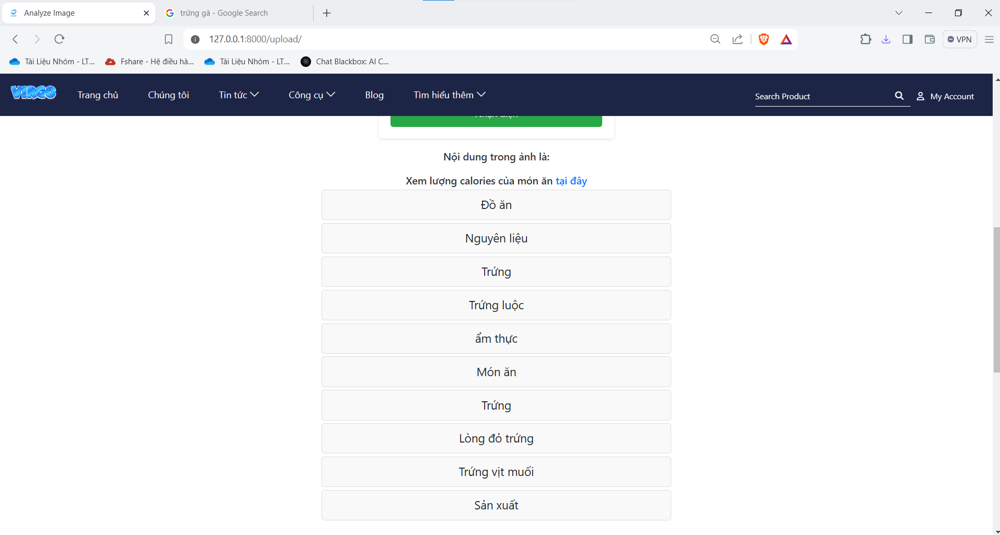 Analyze Image
trứng gà - Google Search
127.0.0.1:8000/upload/
VPN
Tài Liệu Nhóm - LT...
Fshare - Hệ điều hà...
Tài Liệu Nhóm - LT...
Chat Blackbox: AI C...
VIRGO
Trang chủ
Chúng tôi
Tin tức
Công cụ
Blog
Tìm hiểu thêm
Search Product
My Account
Nhận diện
Nội dung trong ảnh là:
Xem lượng calories của món ăn tại đây
Đồ ăn
Nguyên liệu
Trứng
Trứng luộc
ẩm thực
Món ăn
Trứng
Lòng đỏ trứng
Trứng vịt muối
Sản xuất